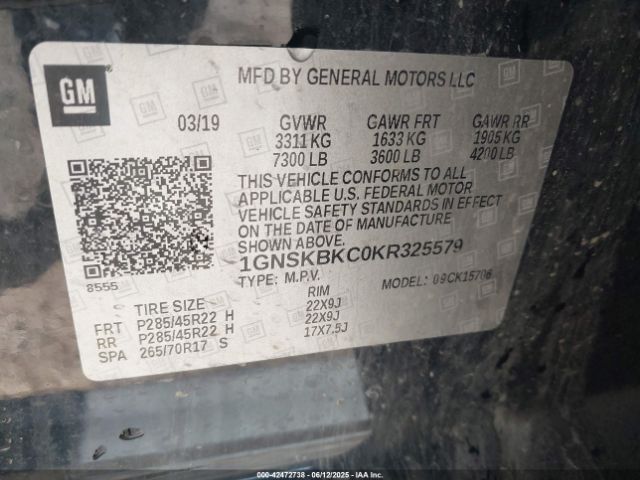 GM
MFD BY GENERAL MOTORS LLC
03/19 GVWR GAWR FRT GAWR RR
3311 KG 1633 KG 1905 KG
7300 LB 3600 LB 4200 LB
THIS VEHICLE CONFORMS TO ALL
APPLICABLE U.S. FEDERAL MOTOR
VEHICLE SAFETY STANDARDS IN EFFECT
ON THE DATE OF MANUFACTURE
SHOWN ABOVE.
1GNSKBKC0KR325579
8555
TYPE: M.P.V. MODEL: 09CK15706
TIRE SIZE RIM
FRT P285/45R22 H 22X9J
RR P285/45R22 H 22X9J
SPA 265/70R17 S 17X7.5J
00-42472738 - 06/12/2025 - IAA Inc.